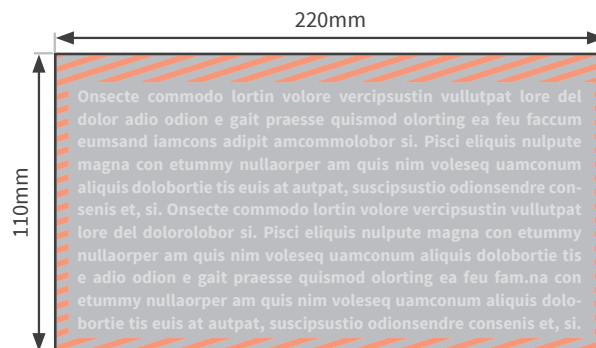 220mm
110mm
Onsecte commodo lortin volore vercipsustin vullutpat lore del
dolor adio odion e gait praesse quismod olorting ea feu faccum
eumsand iamcons adipit amcommolobor si. Pisci eliquis nulpute
magna con etummy nullaorper am quis nim voleseq uamconum
aliquis dolobortie tis euis at autpat, suscipsustio odionsendre con-
senis et, si. Onsecte commodo lortin volore vercipsustin vullutpat
lore del dolorolobor si. Pisci eliquis nulpute magna con etummy
nullaorper am quis nim voleseq uamconum aliquis dolobortie tis
e adio odion e gait praesse quismod olorting ea feu fam.na con
etummy nullaorper am quis nim voleseq uamconum aliquis dolo-
bortie tis euis at autpat, suscipsustio odionsendre consenis et, si.